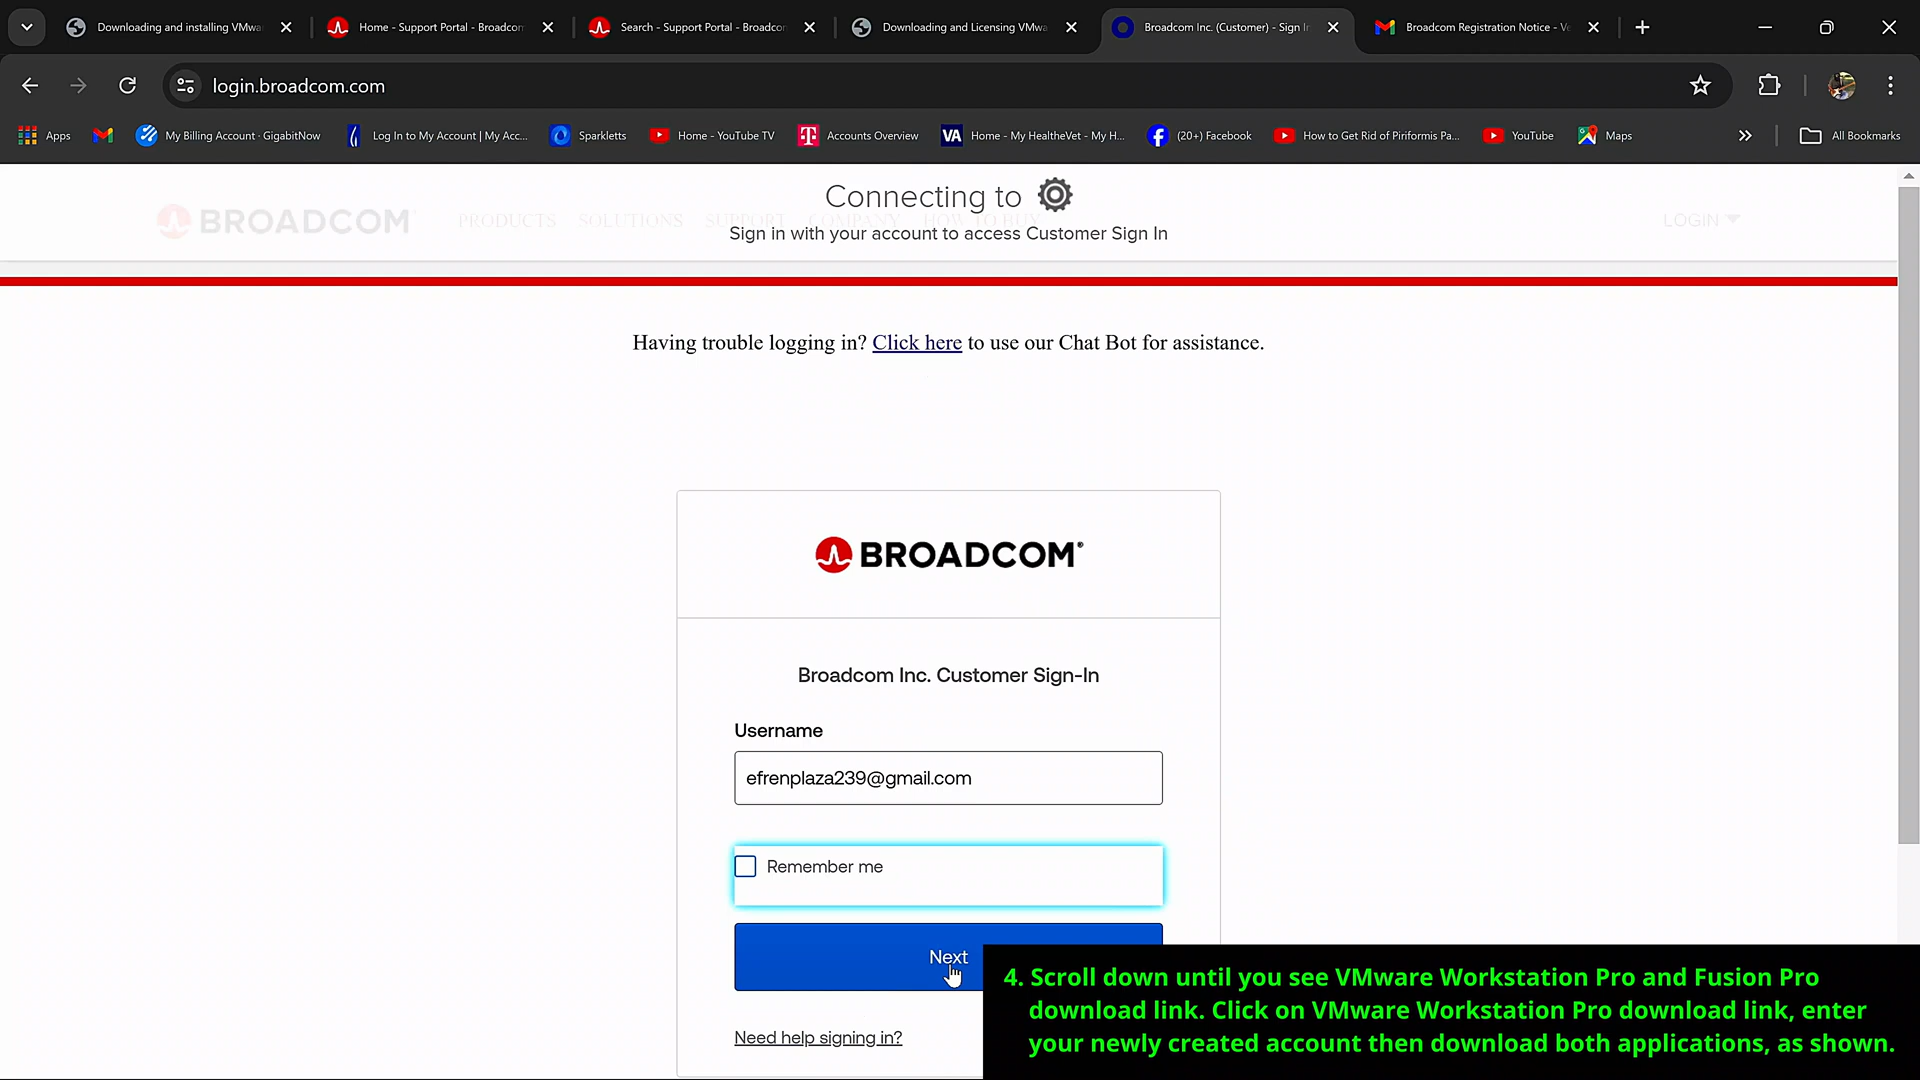 Downloading and installing VMwa
Home - Support Portal - Broadcom
Search - Support Portal - Broadcom
Downloading and Licensing VMwa
Broadcom Inc. (Customer) - Sign In
Broadcom Registration Notice - Ve
login.broadcom.com
Apps
My Billing Account · GigabitNow
Log In to My Account | My Acc...
Sparkletts
Home - YouTube TV
Accounts Overview
VA
Home - My HealtheVet - My H...
(20+) Facebook
How to Get Rid of Piriformis Pa...
YouTube
Maps
All Bookmarks
Connecting to
BROADCOM
PRODUCTS SOLUTIONS SUPPORT COMPANY HOW TO BUY
LOGIN
Sign in with your account to access Customer Sign In
Having trouble logging in? Click here to use our Chat Bot for assistance.
BROADCOM®
Broadcom Inc. Customer Sign-In
Username
efrenplaza239@gmail.com
Remember me
Next
Need help signing in?
4. Scroll down until you see VMware Workstation Pro and Fusion Pro
download link. Click on VMware Workstation Pro download link, enter
your newly created account then download both applications, as shown.